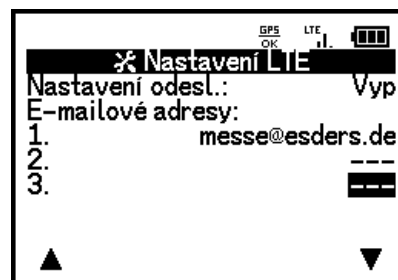 GPS OK LTE
Nastavení LTE
Nastavení odesl.: Vyp
E-mailové adresy:
1. messe@esders.de
2. ---
3. ---